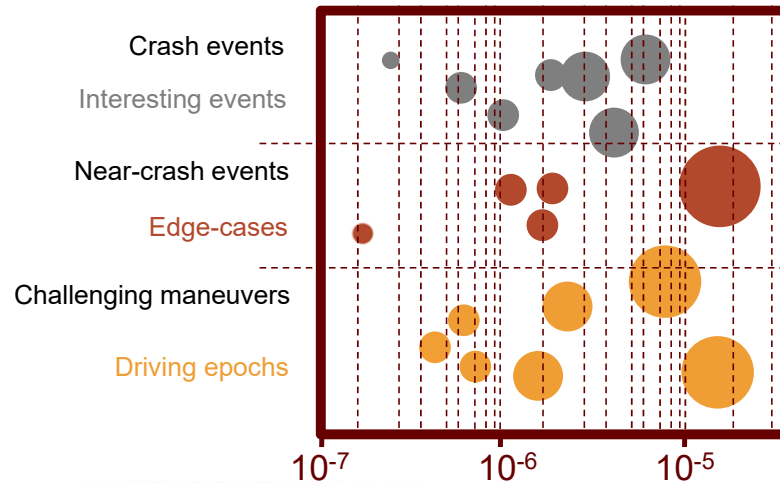 Crash events
Interesting events
Near-crash events
Edge-cases
Challenging maneuvers
Driving epochs
10-7 10-6 10-5